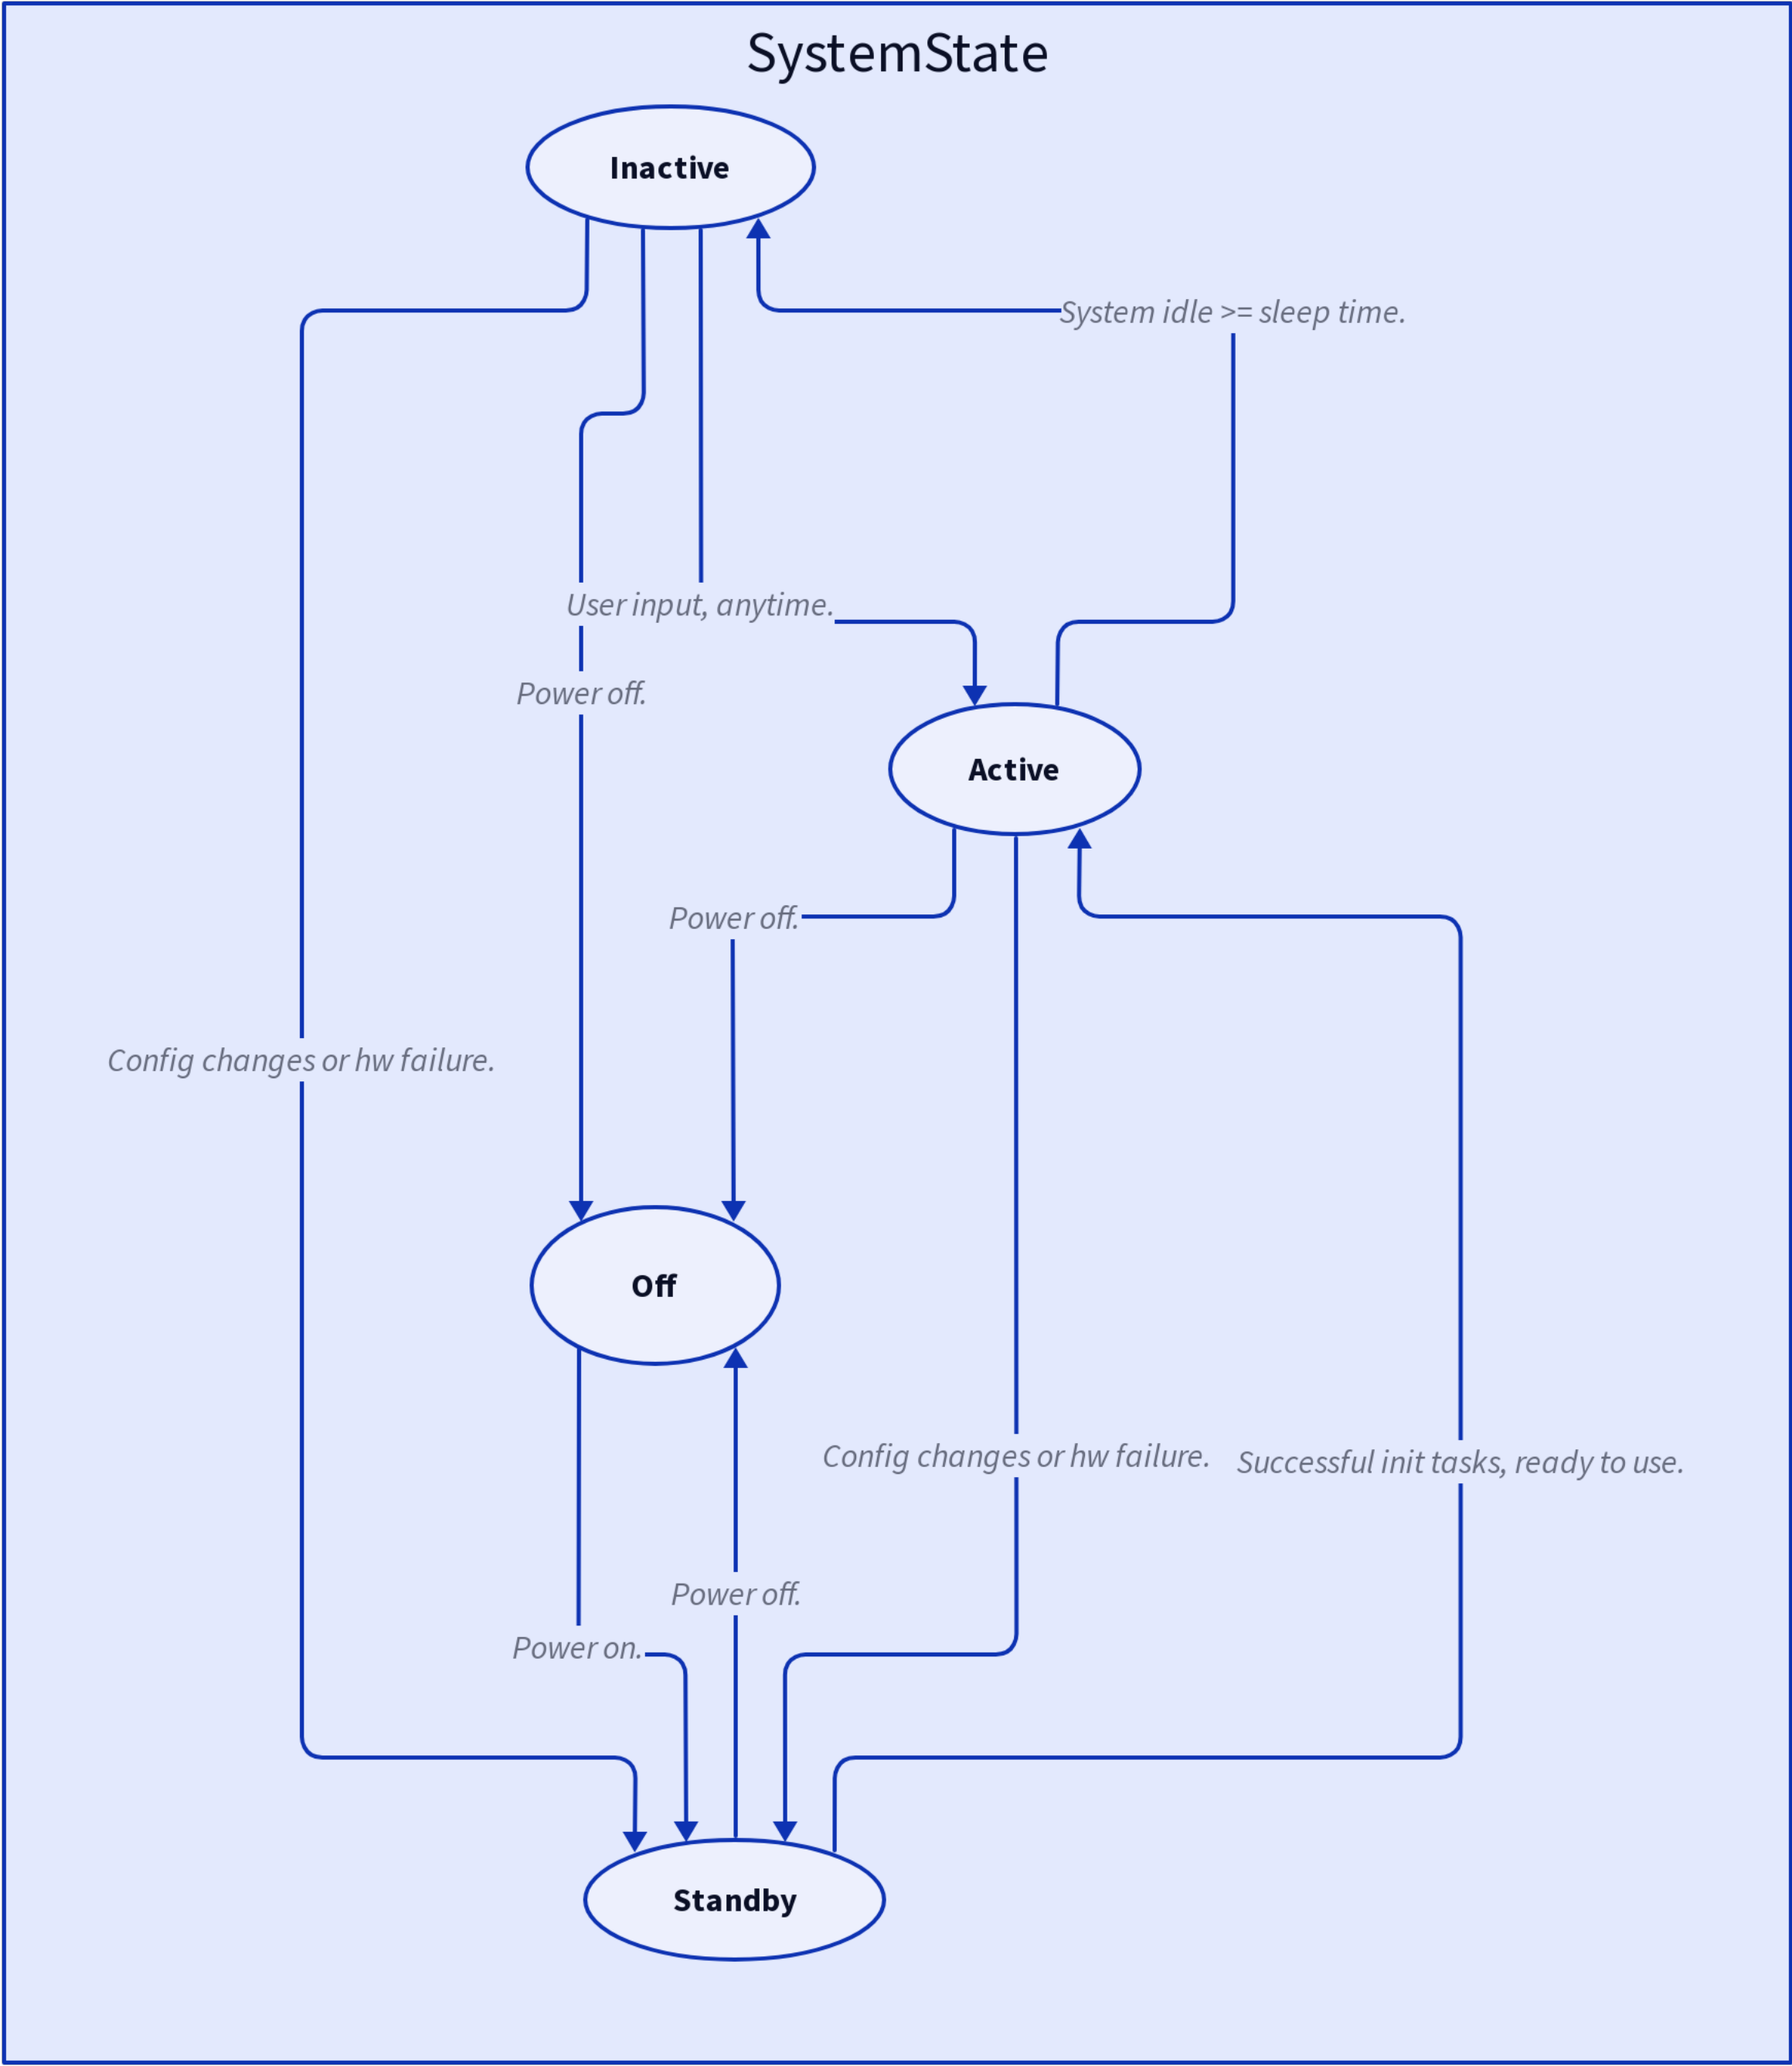 SystemState
Inactive
System idle >= sleep time.
User input, anytime.
Power off.
Active
Power off.
Config changes or hw failure.
Off
Config changes or hw failure.
Successful init tasks, ready to use.
Power off.
Power on.
Standby